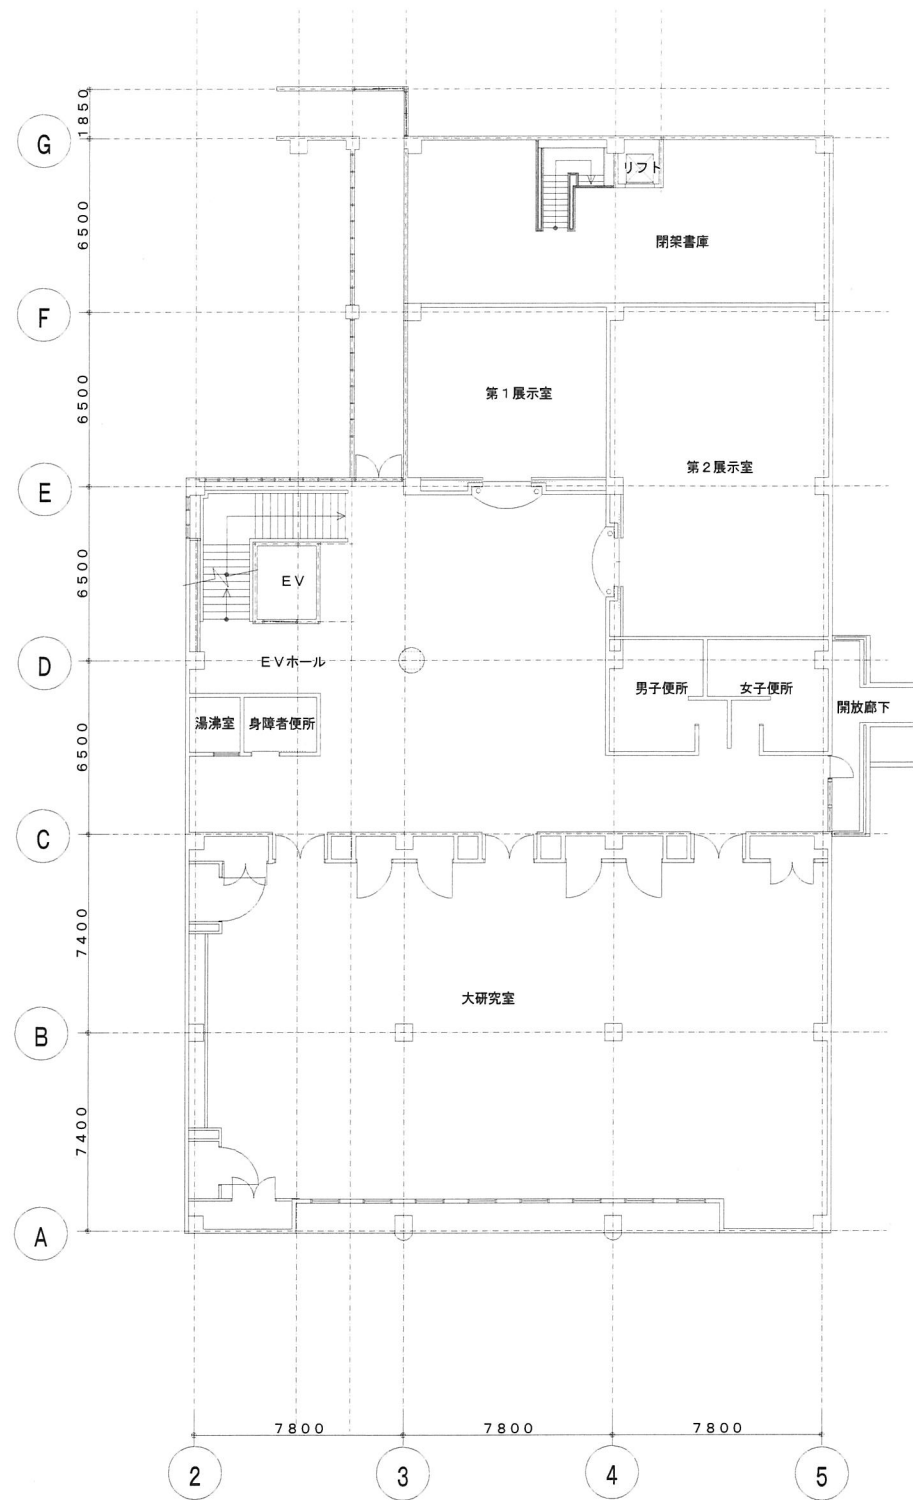 1850
G
リフト
6500
閉架書庫
F
6500
第1展示室
第2展示室
E
6500
EV
D
EVホール
男子便所
女子便所
開放廊下
湯沸室
身障者便所
6500
C
7400
大研究室
B
7400
A
7800
7800
7800
2
3
4
5